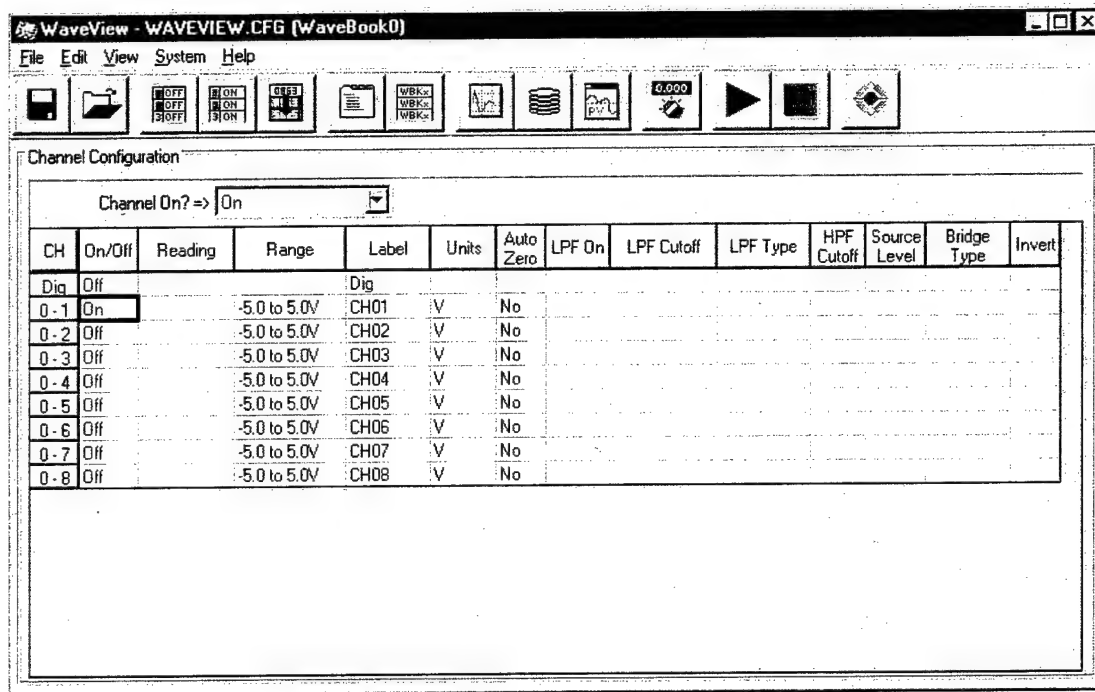 WaveView - WAVEVIEW.CFG (WaveBook0)
File Edit View System Help
OFF OFF 3 OFF ON ON 3 ON WBKx WBKx 0.000
Channel Configuration
Channel On? => On
CH On/Off Reading Range Label Units Auto Zero LPF On LPF Cutoff LPF Type HPF Cutoff Source Level Bridge Type Invert
Dig Off Dig
0 - 1 On -5.0 to 5.0V CH01 V No
0 - 2 Off -5.0 to 5.0V CH02 V No
0 - 3 Off -5.0 to 5.0V CH03 V No
0 - 4 Off -5.0 to 5.0V CH04 V No
0 - 5 Off -5.0 to 5.0V CH05 V No
0 - 6 Off -5.0 to 5.0V CH06 V No
0 - 7 Off -5.0 to 5.0V CH07 V No
0 - 8 Off -5.0 to 5.0V CH08 V No